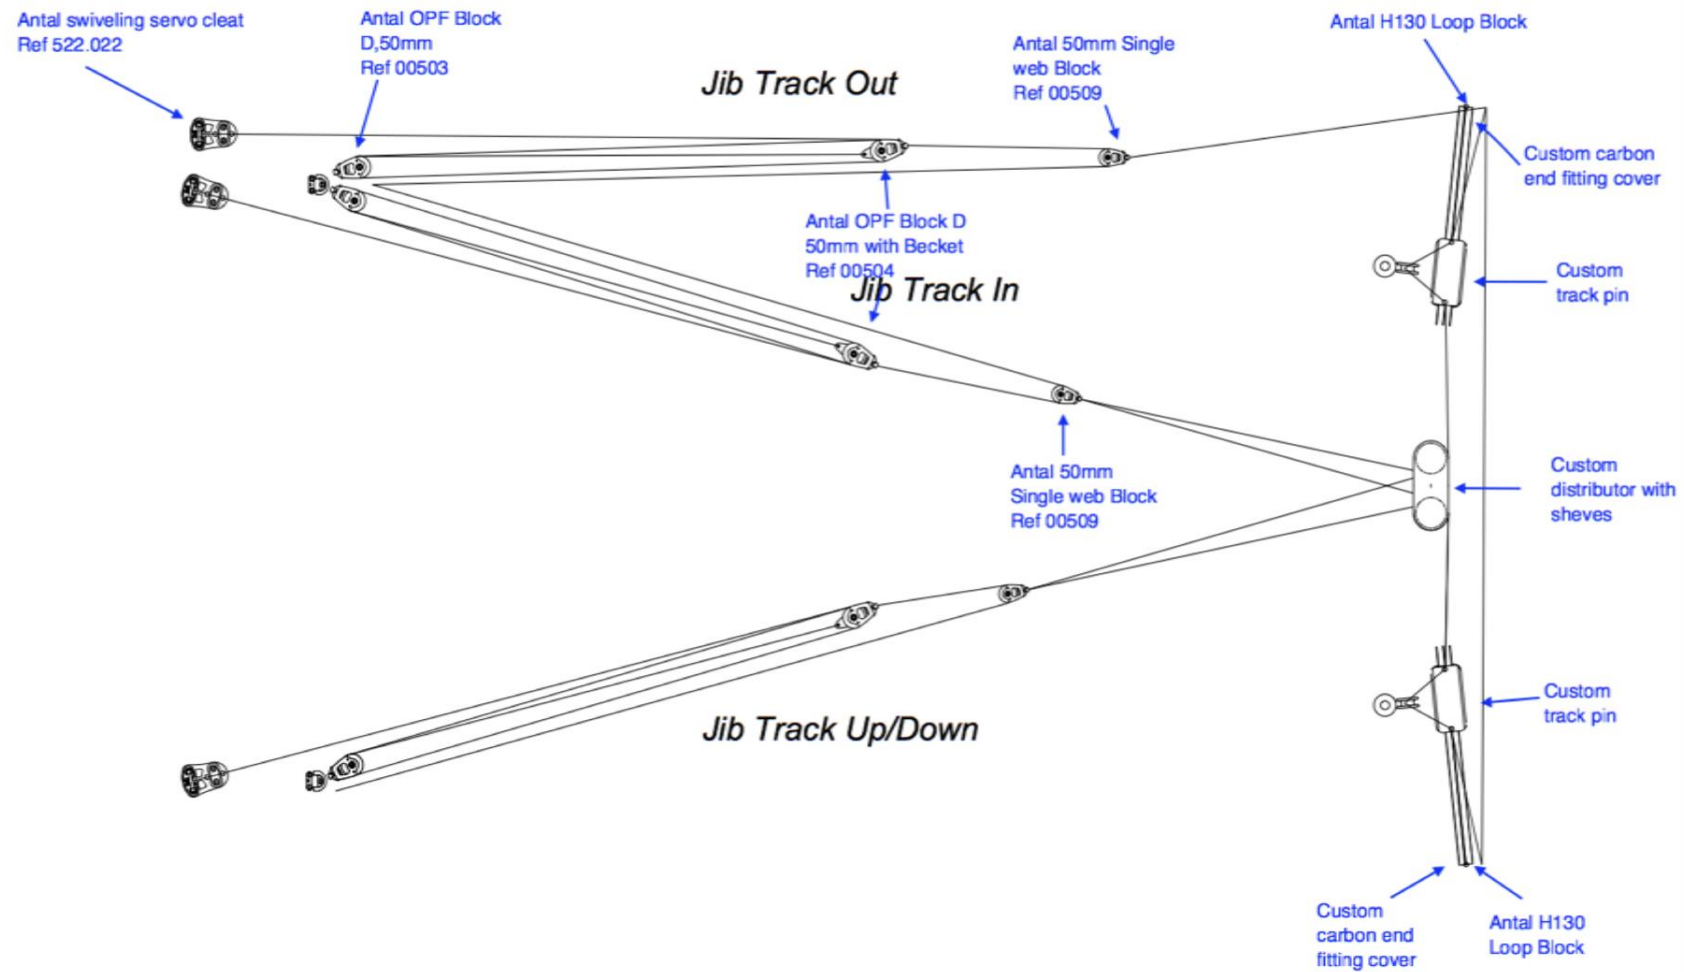 Antal swiveling servo cleat
Ref 522.022
Antal OPF Block
D,50mm
Ref 00503
Jib Track Out
Antal 50mm Single
web Block
Ref 00509
Antal H130 Loop Block
Custom carbon
end fitting cover
Antal OPF Block D
50mm with Becket
Ref 00504
Jib Track In
Custom
track pin
Antal 50mm
Single web Block
Ref 00509
Custom
distributor with
sheves
Jib Track Up/Down
Custom
track pin
Custom
carbon end
fitting cover
Antal H130
Loop Block